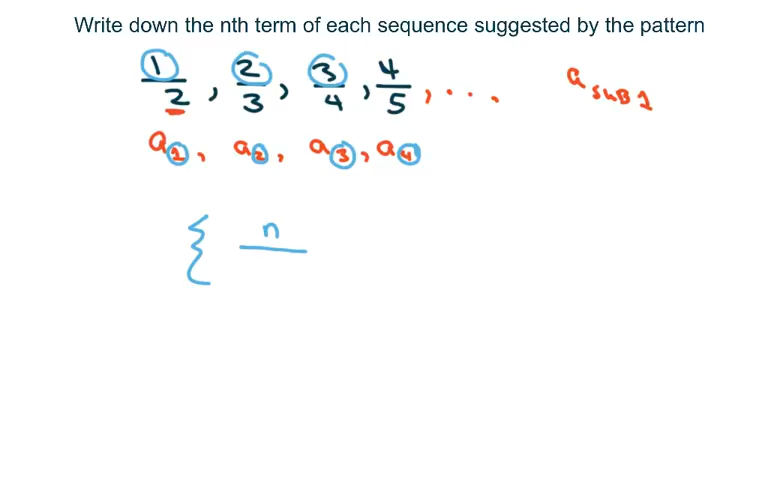 Write down the nth term of each sequence suggested by the pattern
1/2, 2/3, 3/4, 4/5, ...
a sub 1
a1, a2, a3, a4
{ n